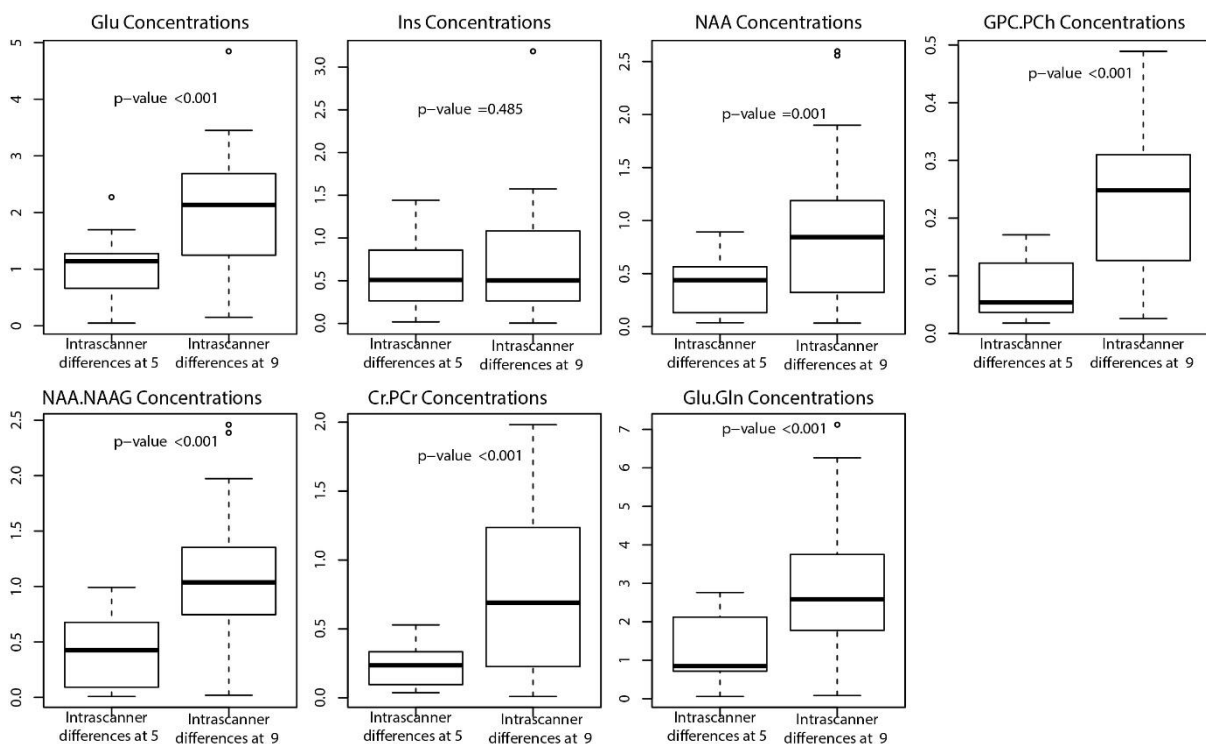 Glu Concentrations
5
4
3
2
1
0
p-value <0.001
Intrascanner
differences at 5
Intrascanner
differences at 9
Ins Concentrations
3.0
2.5
2.0
1.5
1.0
0.5
0.0
p-value =0.485
Intrascanner
differences at 5
Intrascanner
differences at 9
NAA Concentrations
2.5
2.0
1.5
1.0
0.5
0.0
p-value =0.001
Intrascanner
differences at 5
Intrascanner
differences at 9
GPC.PCh Concentrations
0.5
0.4
0.3
0.2
0.1
0.0
p-value <0.001
Intrascanner
differences at 5
Intrascanner
differences at 9
NAA.NAAG Concentrations
2.5
2.0
1.5
1.0
0.5
0.0
p-value <0.001
Intrascanner
differences at 5
Intrascanner
differences at 9
Cr.PCr Concentrations
2.0
1.5
1.0
0.5
0.0
p-value <0.001
Intrascanner
differences at 5
Intrascanner
differences at 9
Glu.Gln Concentrations
7
6
5
4
3
2
1
0
p-value <0.001
Intrascanner
differences at 5
Intrascanner
differences at 9